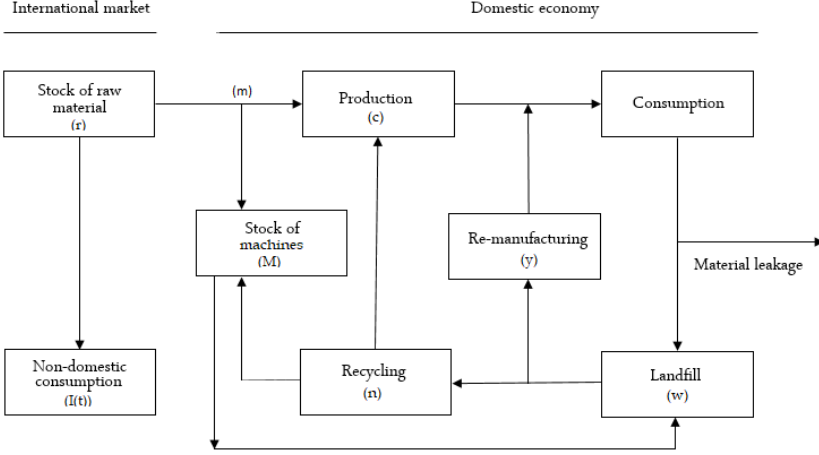 International market
Domestic economy
Stock of raw
material
(r)
(m)
Production
(c)
Consumption
Stock of
machines
(M)
Re-manufacturing
(y)
Material leakage
Non-domestic
consumption
(I(t))
Recycling
(n)
Landfill
(w)